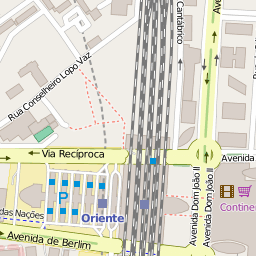 Cantábrico
Aven
Rua Conselheiro Lopo Vaz
Via Recíproca
Avenida
Avenida Dom João II
Avenida Dom João II
P
das Nações
Oriente
Contine
Avenida de Berlim